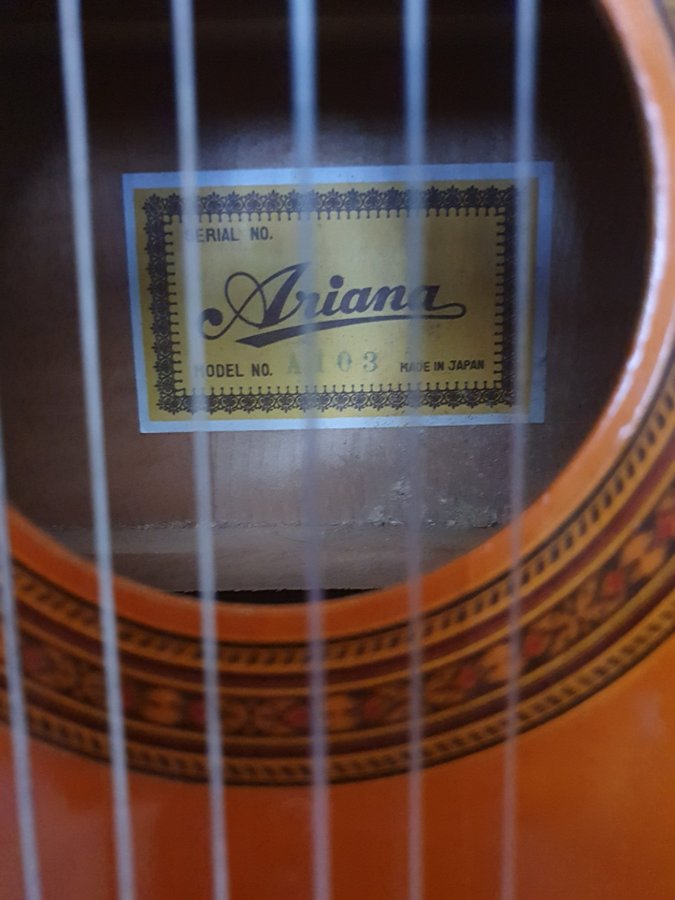 SERIAL NO.
Ariana
MODEL NO. A103 MADE IN JAPAN